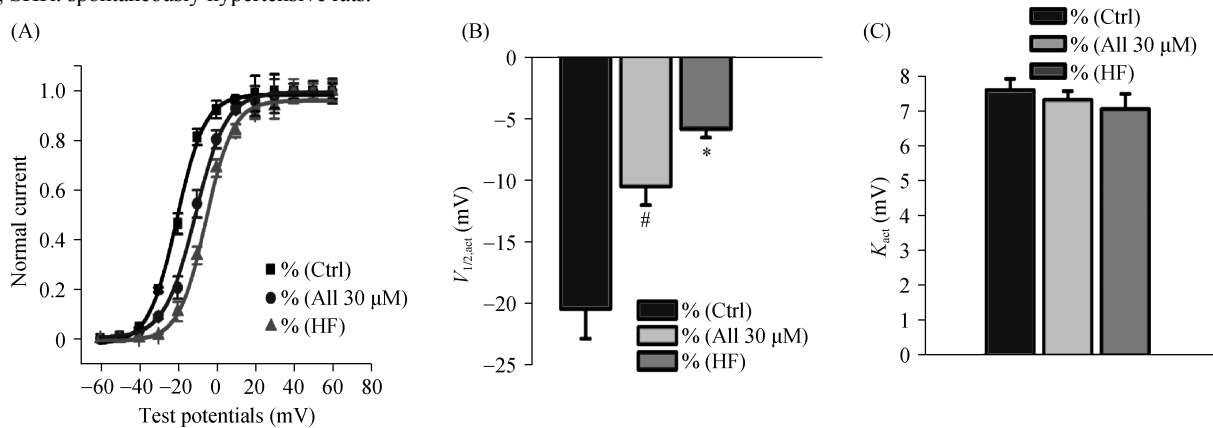 , SHR: spontaneously hypertensive rats.
(A)
Normal current
1.0
0.8
0.6
0.4
0.2
0
−60 −40 −20 0 20 40 60 80
Test potentials (mV)
% (Ctrl)
% (All 30 μM)
% (HF)
(B)
V1/2,act (mV)
0
−5
−10
−15
−20
−25
#
*
% (Ctrl)
% (All 30 μM)
% (HF)
(C)
% (Ctrl)
% (All 30 μM)
% (HF)
Kact (mV)
8
7
6
5
4
3
2
1
0